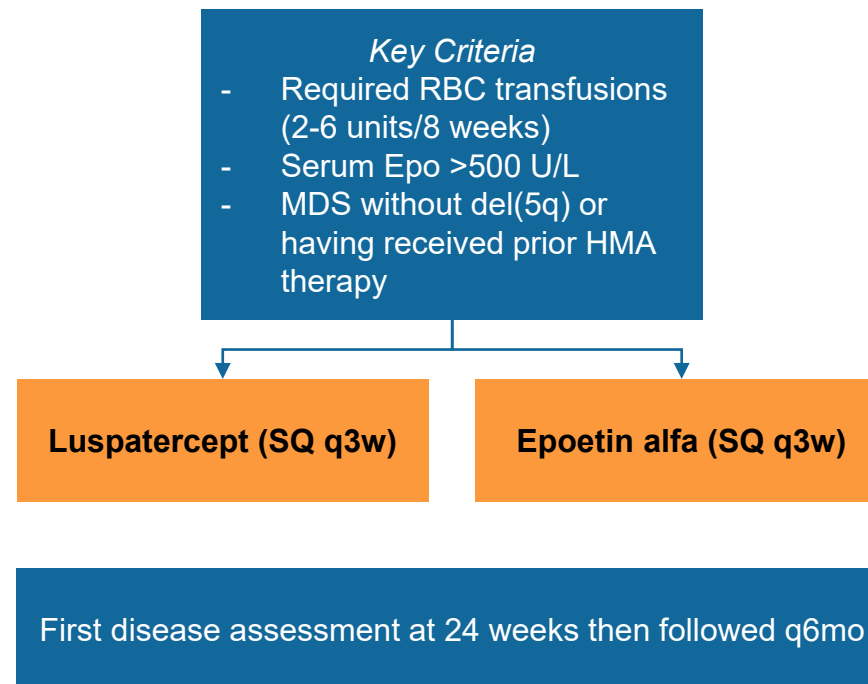 Key Criteria
- Required RBC transfusions
(2-6 units/8 weeks)
- Serum Epo >500 U/L
- MDS without del(5q) or
having received prior HMA
therapy
Luspatercept (SQ q3w)
Epoetin alfa (SQ q3w)
First disease assessment at 24 weeks then followed q6mo